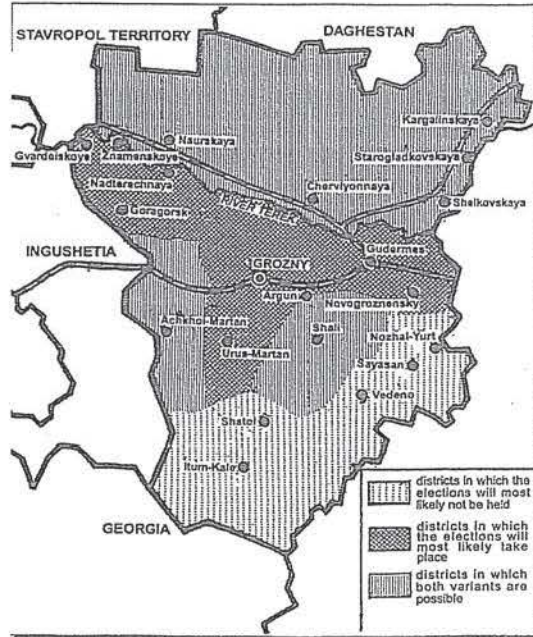 STAVROPOL TERRITORY
DAGHESTAN
Kargalinskaya
Naurskaya
Gvardeiskoye
Znamenskoye
Starogladkovskaya
Nadterechnaya
Chervlyonnaya
Shelkovskaya
Goragorsk
RIVER TEREK
INGUSHETIA
Gudermes
GROZNY
Argun
Novogroznensky
Achkhoi-Martan
Shali
Urus-Martan
Nozhai-Yurt
Sayasan
Vedeno
Shatoi
Itum-Kale
GEORGIA
districts in which the
elections will most
likely not be held
districts in which
the elections will
most likely take
place
districts in which
both variants are
possible